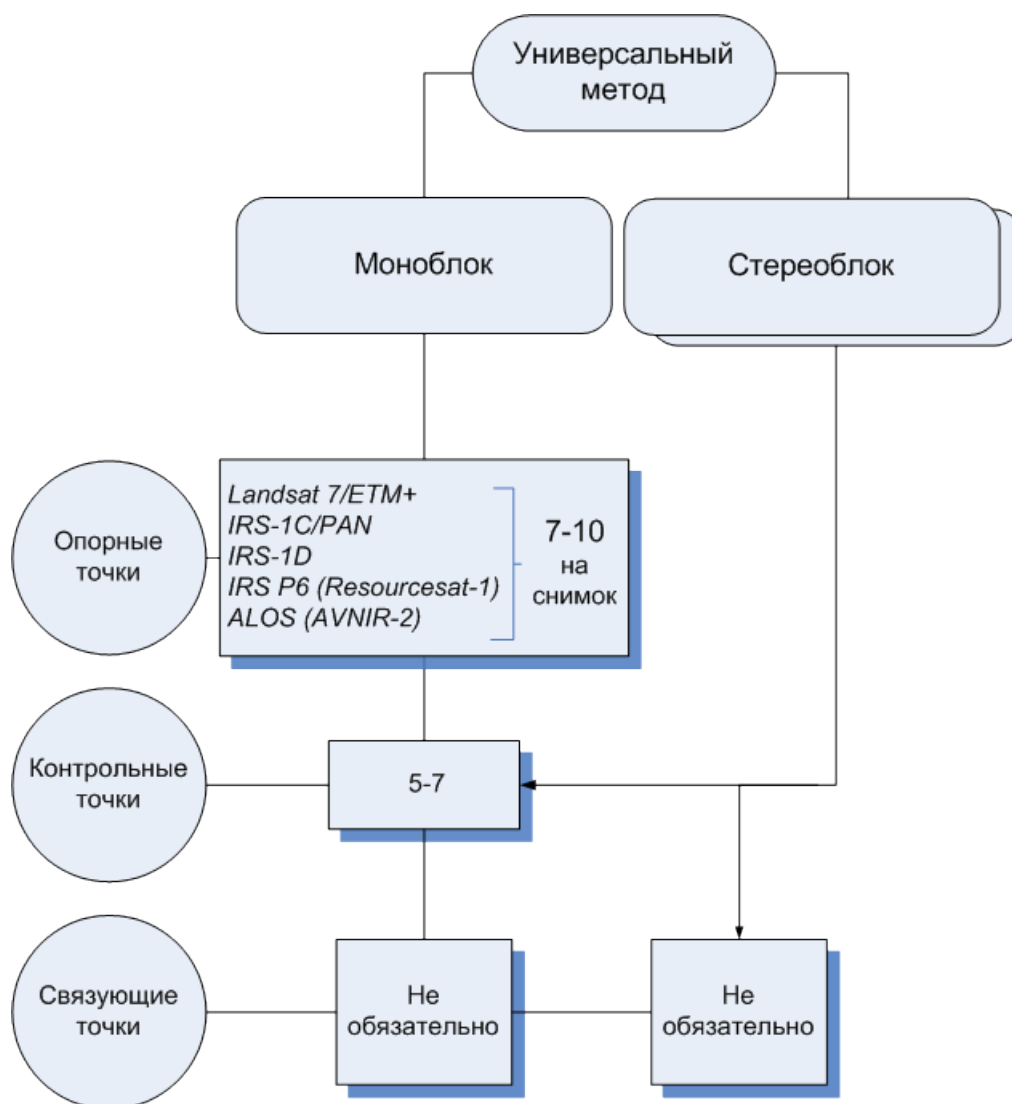 Универсальный
метод
Моноблок
Стереоблок
Опорные
точки
Landsat 7/ETM+
IRS-1C/PAN
IRS-1D
IRS P6 (Resourcesat-1)
ALOS (AVNIR-2)
7-10
на
снимок
Контрольные
точки
5-7
Связующие
точки
Не
обязательно
Не
обязательно